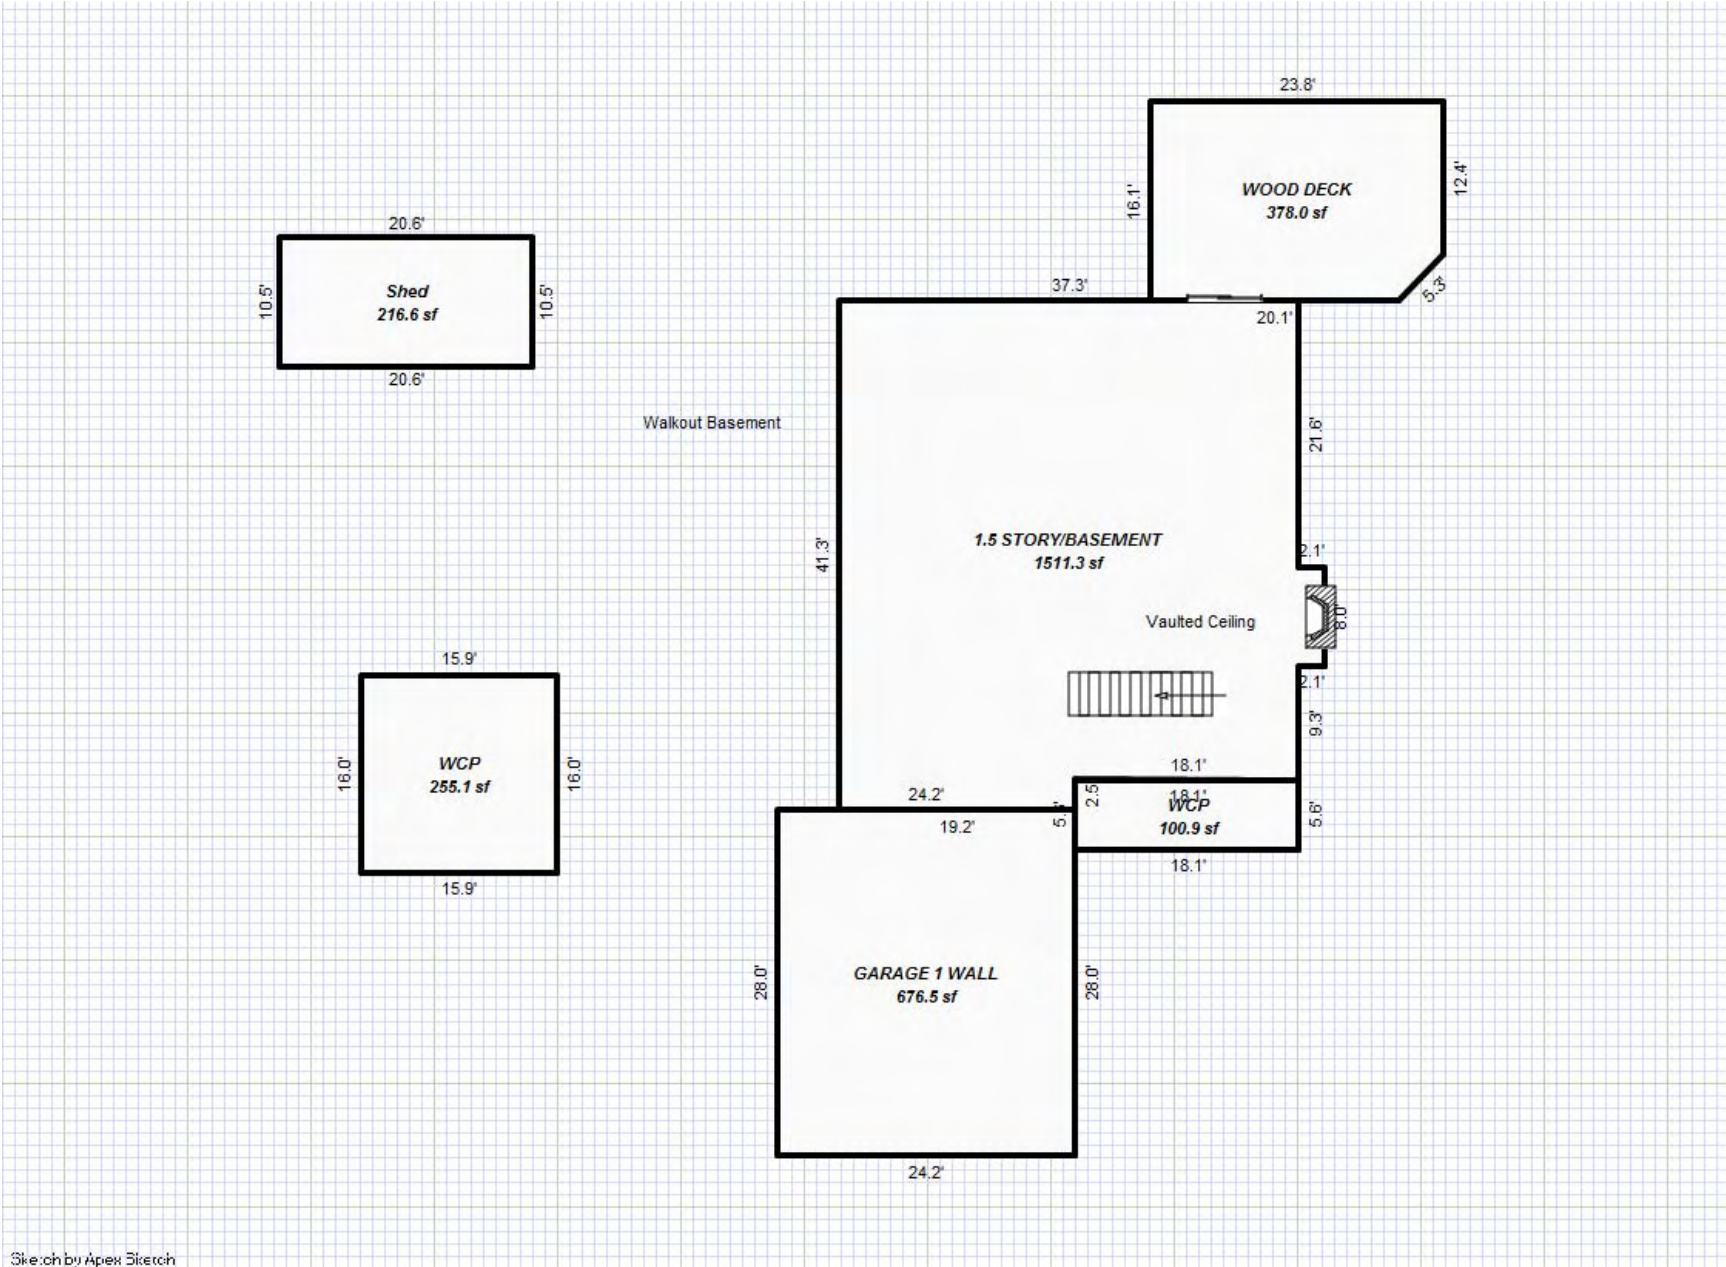 23.8'
16.1'
WOOD DECK
378.0 sf
12.4'
5.3'
20.6'
10.5'
Shed
216.6 sf
10.5'
20.6'
37.3'
20.1'
Walkout Basement
21.6'
41.3'
1.5 STORY/BASEMENT
1511.3 sf
2.1'
Vaulted Ceiling
8.0'
2.1'
9.3'
15.9'
16.0'
WCP
255.1 sf
16.0'
15.9'
18.1'
24.2'
2.5
18.1'
WCP
100.9 sf
5.6'
19.2'
18.1'
28.0'
GARAGE 1 WALL
676.5 sf
28.0'
24.2'
Sketch by Apex Sketch